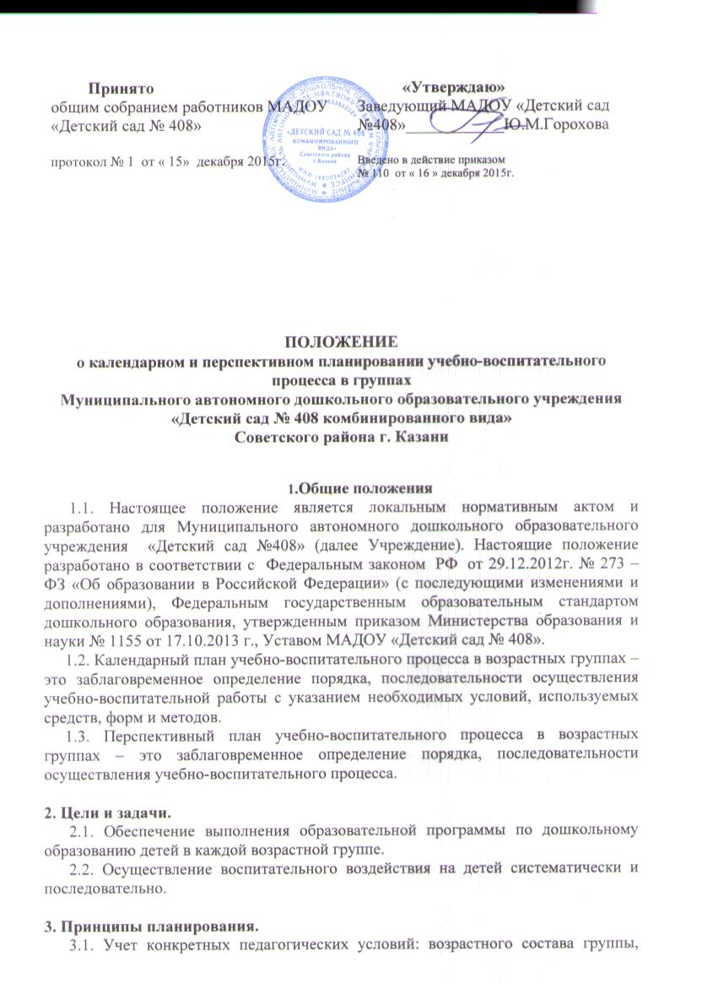 Принято
общим собранием работников МАДОУ
«Детский сад № 408»
протокол № 1 от « 15» декабря 2015г.
«Утверждаю»
Заведующий МАДОУ «Детский сад
№408»____________Ю.М.Горохова
Введено в действие приказом
№ 110 от « 16 » декабря 2015г.
«ДЕТСКИЙ САД № 408
КОМБИНИРОВАННОГО
ВИДА»
Советского района
г.Казани
ПОЛОЖЕНИЕ
о календарном и перспективном планировании учебно-воспитательного
процесса в группах
Муниципального автономного дошкольного образовательного учреждения
«Детский сад № 408 комбинированного вида»
Советского района г. Казани
1.Общие положения
1.1. Настоящее положение является локальным нормативным актом и
разработано для Муниципального автономного дошкольного образовательного
учреждения «Детский сад №408» (далее Учреждение). Настоящие положение
разработано в соответствии с Федеральным законом РФ от 29.12.2012г. № 273 –
ФЗ «Об образовании в Российской Федерации» (с последующими изменениями и
дополнениями), Федеральным государственным образовательным стандартом
дошкольного образования, утвержденным приказом Министерства образования и
науки № 1155 от 17.10.2013 г., Уставом МАДОУ «Детский сад № 408».
1.2. Календарный план учебно-воспитательного процесса в возрастных группах –
это заблаговременное определение порядка, последовательности осуществления
учебно-воспитательной работы с указанием необходимых условий, используемых
средств, форм и методов.
1.3. Перспективный план учебно-воспитательного процесса в возрастных
группах – это заблаговременное определение порядка, последовательности
осуществления учебно-воспитательного процесса.
2. Цели и задачи.
2.1. Обеспечение выполнения образовательной программы по дошкольному
образованию детей в каждой возрастной группе.
2.2. Осуществление воспитательного воздействия на детей систематически и
последовательно.
3. Принципы планирования.
3.1. Учет конкретных педагогических условий: возрастного состава группы,